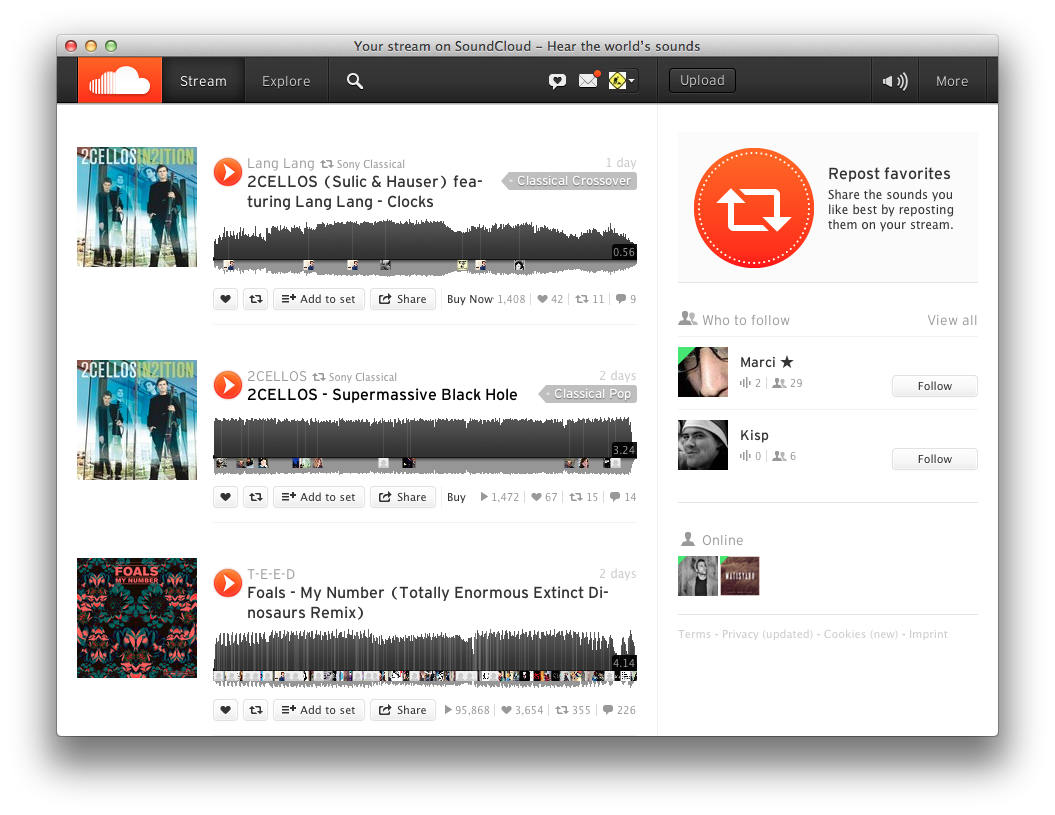 Your stream on SoundCloud – Hear the world's sounds
Stream
Explore
Upload
More
2CELLOS IN2ITION
Lang Lang Sony Classical
1 day
2CELLOS (Sulic & Hauser) fea-
turing Lang Lang - Clocks
Classical Crossover
0.56
Add to set
Share
Buy Now 1,408 42 11 9
2CELLOS IN2ITION
2CELLOS Sony Classical
2 days
2CELLOS - Supermassive Black Hole
Classical Pop
3.24
Add to set
Share
Buy 1,472 67 15 14
FOALS
MY NUMBER
T-E-E-D
2 days
Foals - My Number (Totally Enormous Extinct Di-
nosaurs Remix)
4.14
Add to set
Share
95,868 3,654 355 226
Repost favorites
Share the sounds you
like best by reposting
them on your stream.
Who to follow
View all
Marci ★
2 29
Follow
Kisp
0 6
Follow
Online
MATISYAHU
Terms - Privacy (updated) - Cookies (new) - Imprint